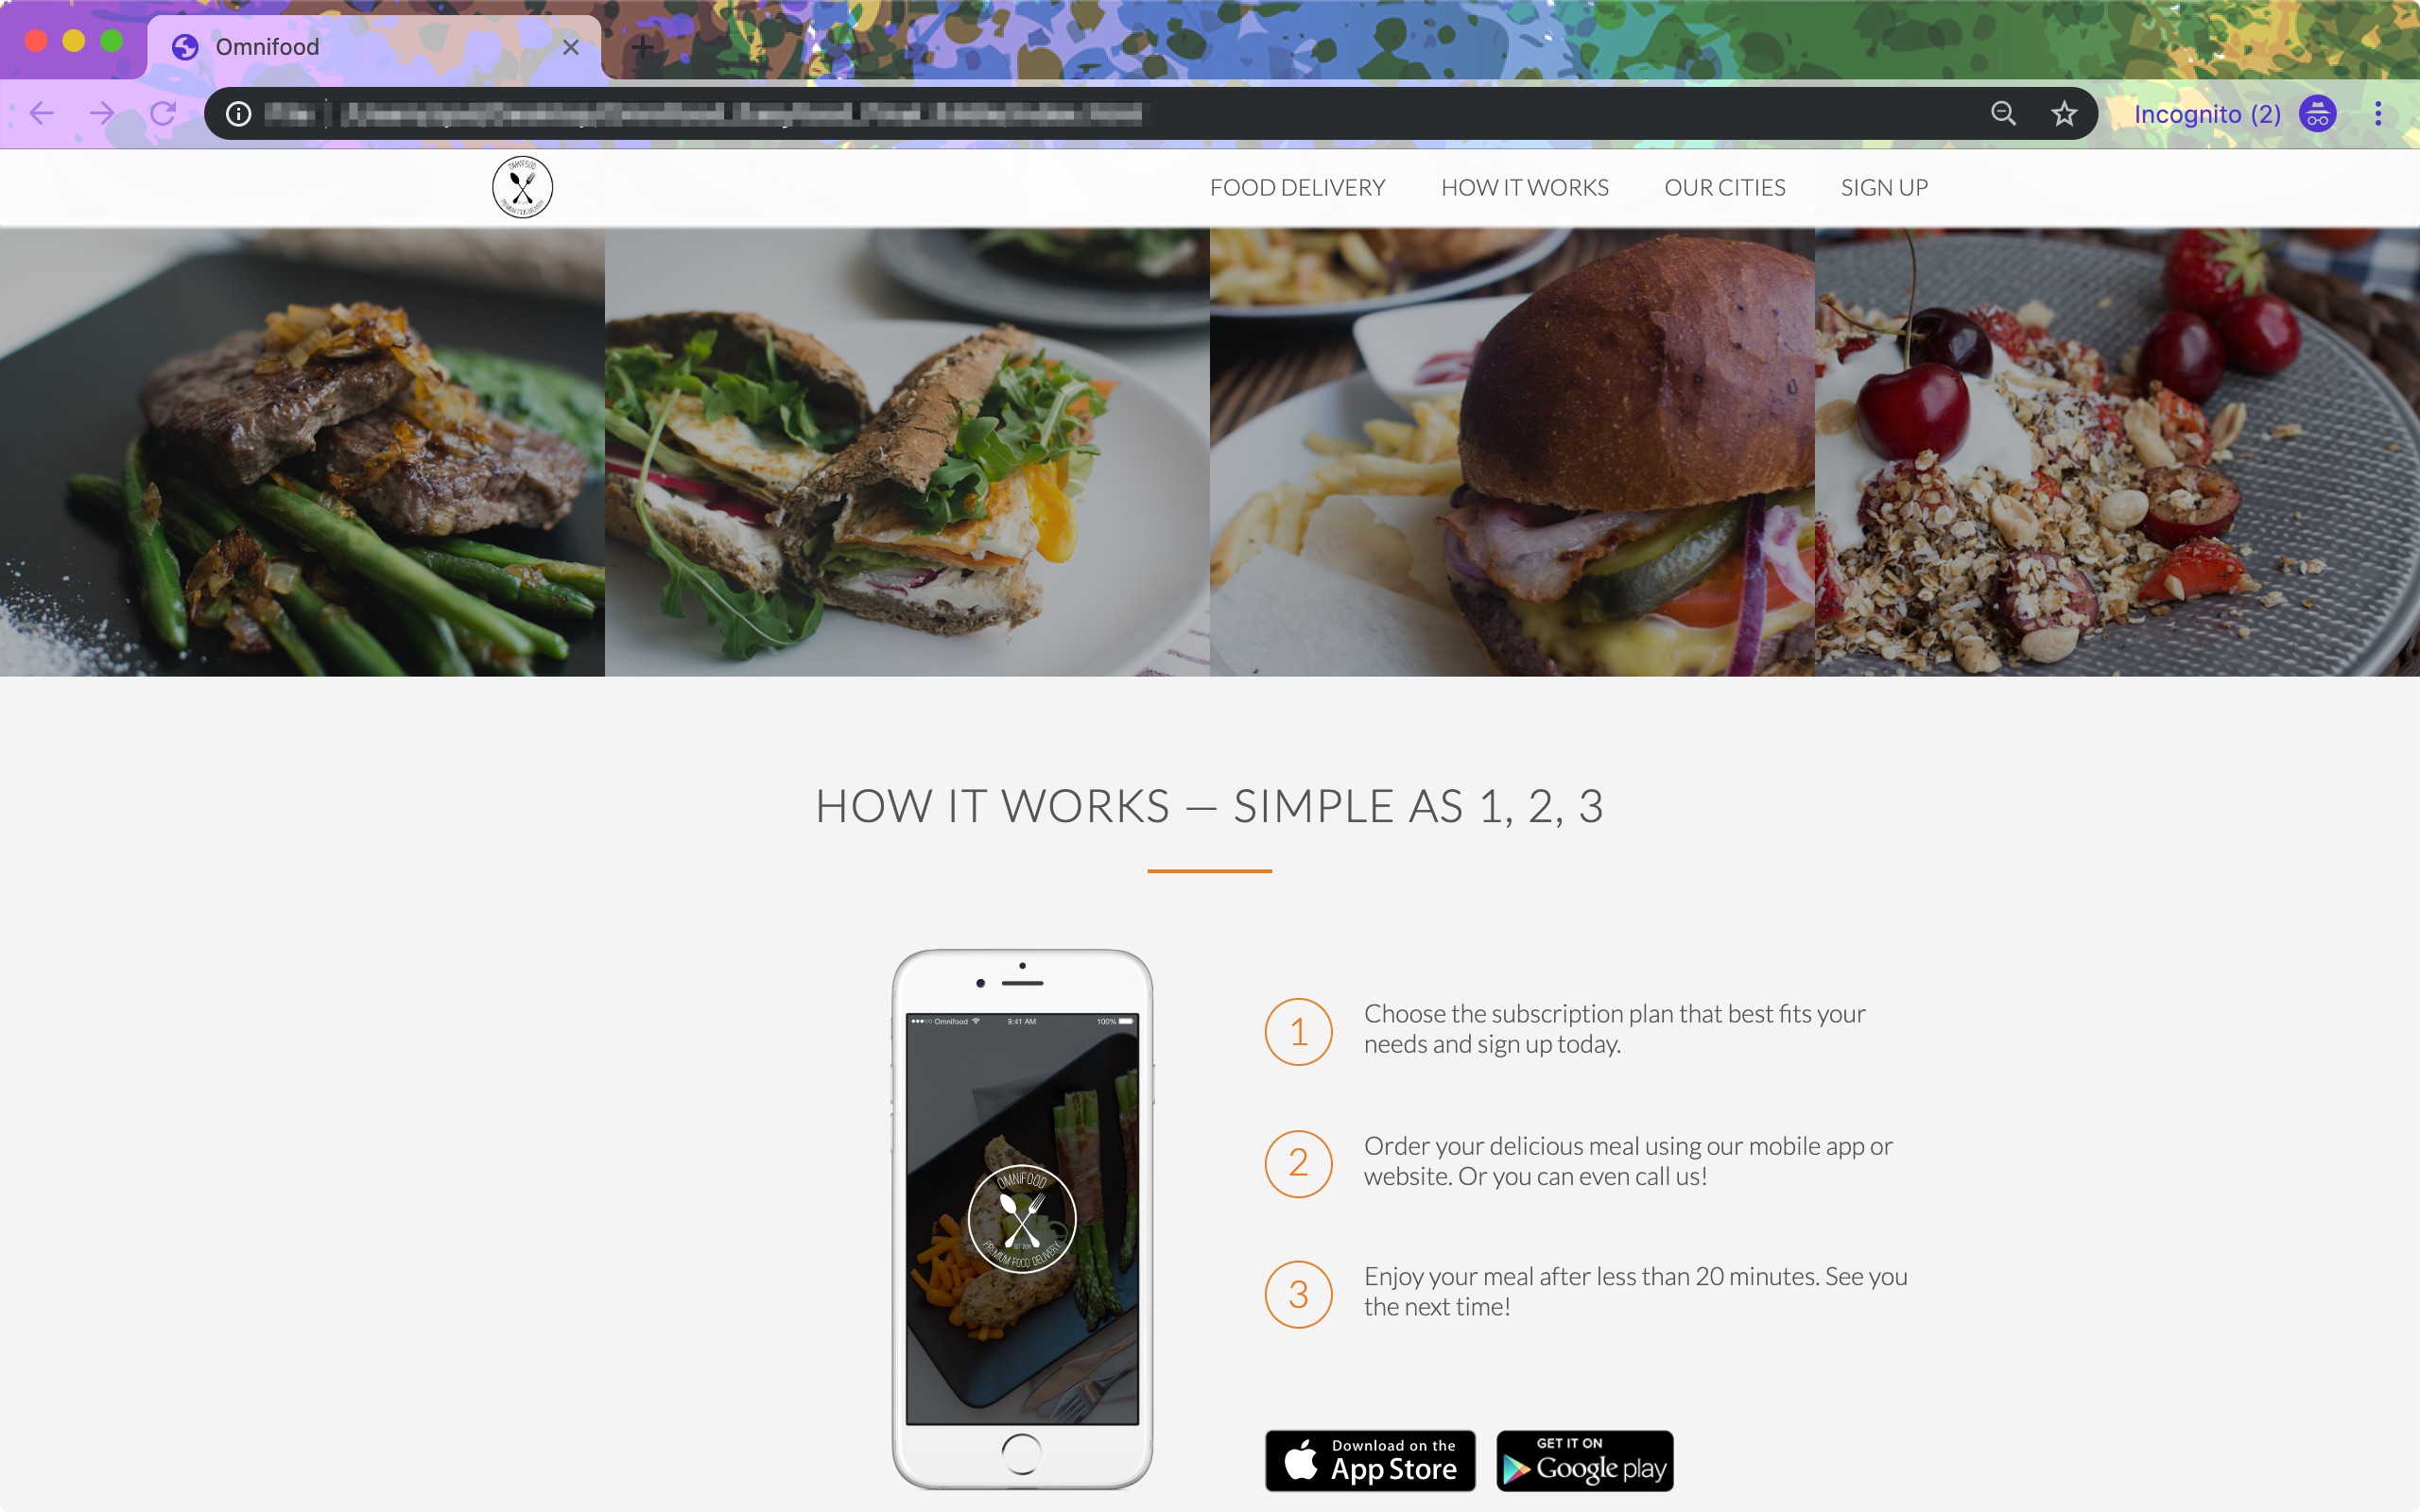 Omnifood
Incognito (2)
OMNIFOOD
PREMIUM FOOD DELIVERY
FOOD DELIVERY
HOW IT WORKS
OUR CITIES
SIGN UP
HOW IT WORKS — SIMPLE AS 1, 2, 3
Omnifood
9:41 AM
100%
OMNIFOOD
PREMIUM FOOD DELIVERY
1
Choose the subscription plan that best fits your
needs and sign up today.
2
Order your delicious meal using our mobile app or
website. Or you can even call us!
3
Enjoy your meal after less than 20 minutes. See you
the next time!
Download on the
App Store
GET IT ON
Google play